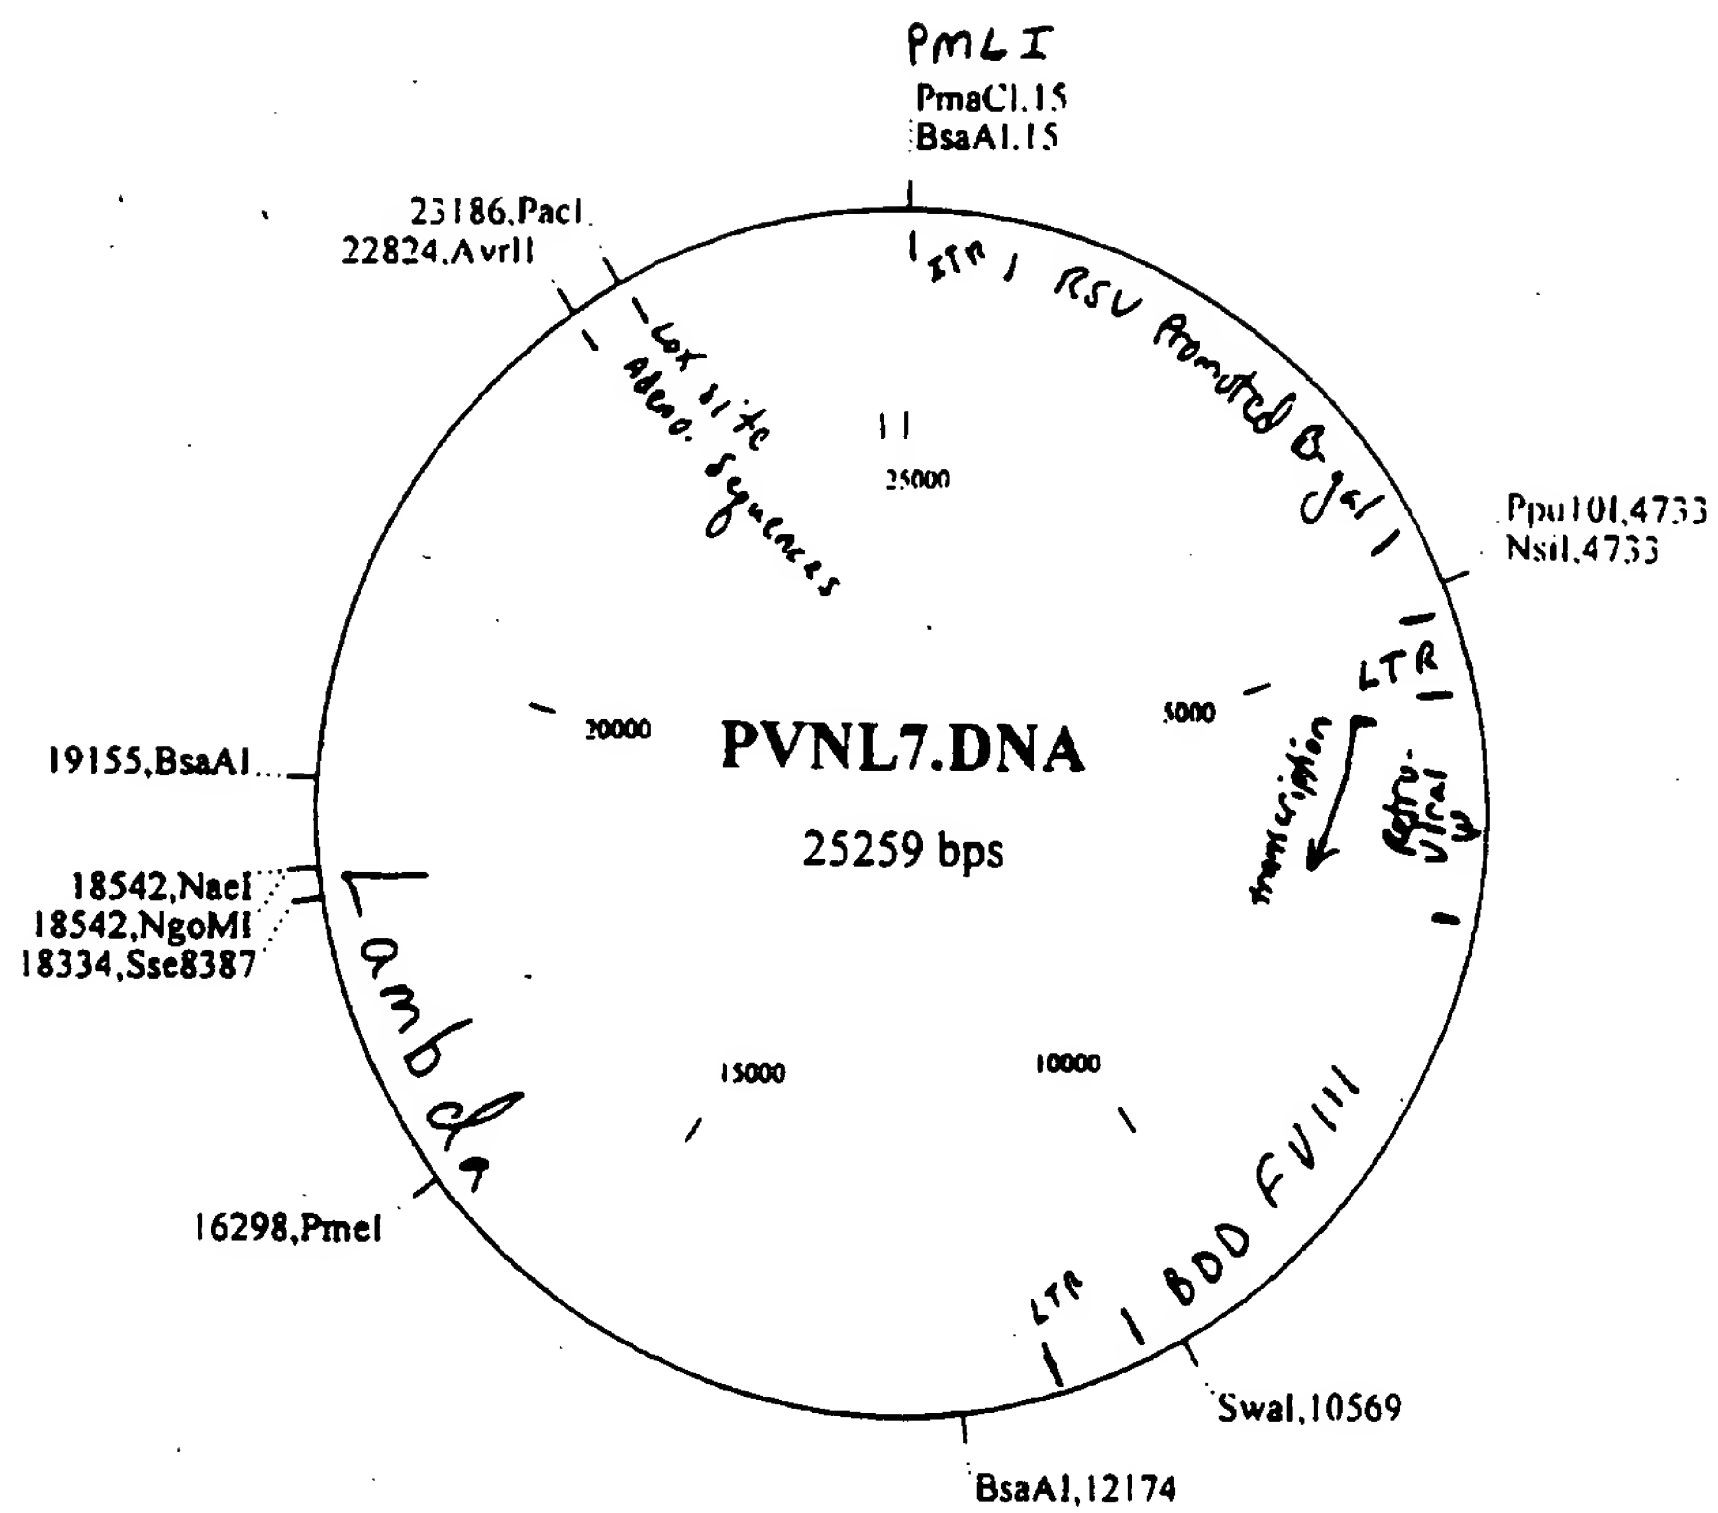 PMLI
PmaCI.15
BsaAI.15
23186,PacI
22824,AvrII
ITR
RSV Promoted B-gal
Lox site
Adeno. Sequences
25000
Ppu10I,4733
NsiI,4733
LTR
5000
20000
PVNL7.DNA
25259 bps
transcription
Retro-
viral
Ψ
19155,BsaAI
18542,NaeI
18542,NgoMI
18334,Sse8387
Lambda
15000
10000
BDD FVIII
LTR
16298,PmeI
SwaI,10569
BsaAI,12174